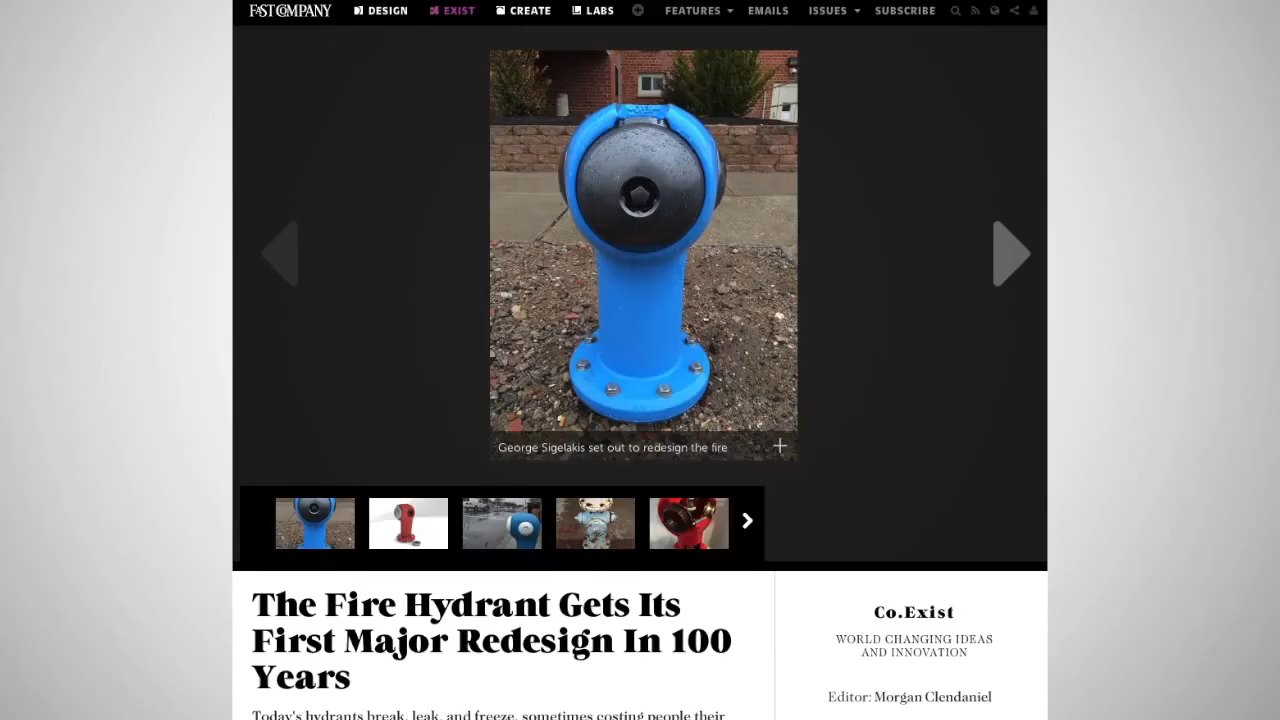 FAST COMPANY DESIGN EXIST CREATE LABS FEATURES EMAILS ISSUES SUBSCRIBE
George Sigelakis set out to redesign the fire
The Fire Hydrant Gets Its
First Major Redesign In 100
Years
Today's hydrants break, leak, and freeze, sometimes costing people their
Co.Exist
WORLD CHANGING IDEAS
AND INNOVATION
Editor: Morgan Clendaniel